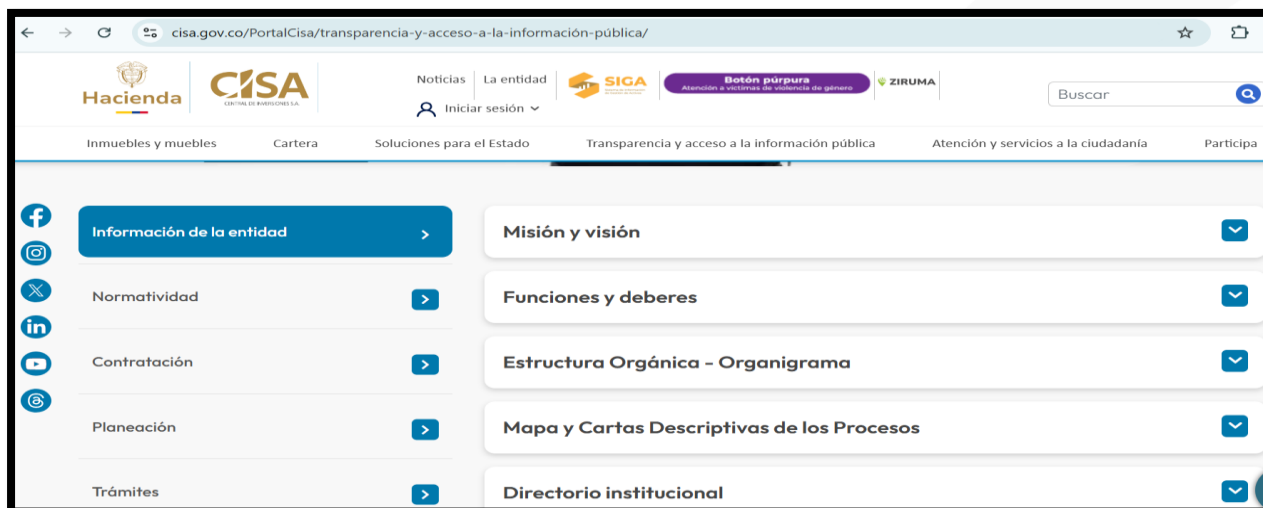 cisa.gov.co/PortalCisa/transparencia-y-acceso-a-la-información-pública/
Hacienda
CISA
CENTRAL DE INVERSIONES S.A.
Noticias
La entidad
SIGA
Botón púrpura
Atención a víctimas de violencia de género
ZIRUMA
Iniciar sesión
Buscar
Inmuebles y muebles
Cartera
Soluciones para el Estado
Transparencia y acceso a la información pública
Atención y servicios a la ciudadanía
Participa
Información de la entidad
Normatividad
Contratación
Planeación
Trámites
Misión y visión
Funciones y deberes
Estructura Orgánica - Organigrama
Mapa y Cartas Descriptivas de los Procesos
Directorio institucional